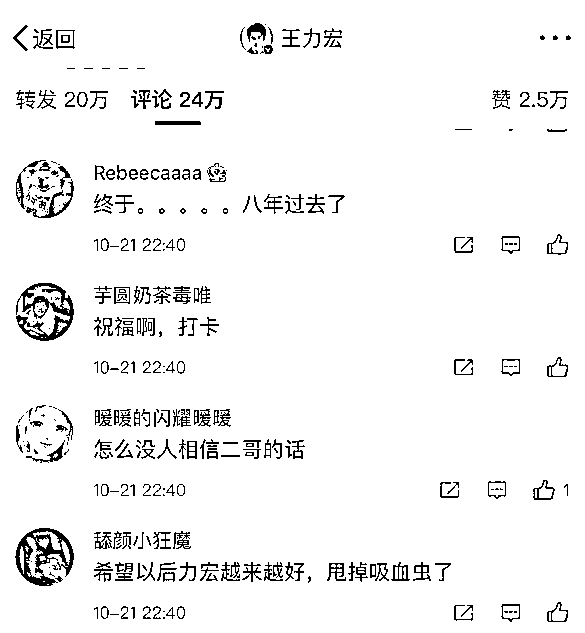 返回
王力宏
转发 20万 评论 24万 赞 2.5万
Rebeecaaaa
终于。。。。。八年过去了
10-21 22:40
芋圆奶茶毒唯
祝福啊，打卡
10-21 22:40
暖暖的闪耀暖暖
怎么没人相信二哥的话
10-21 22:40 1
舔颜小狂魔
希望以后力宏越来越好，甩掉吸血虫了
10-21 22:40